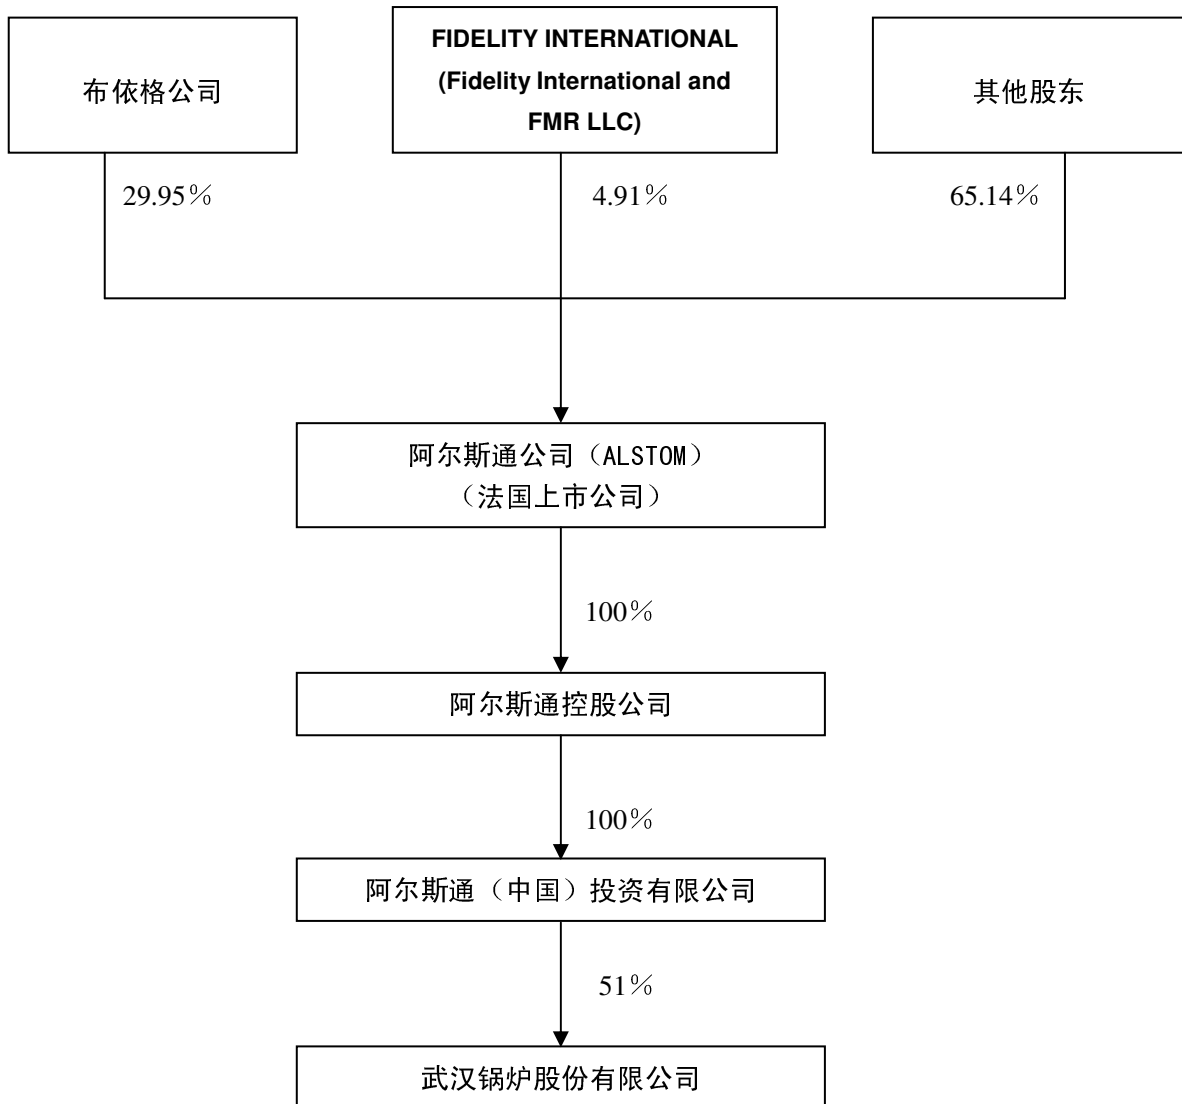 布依格公司
FIDELITY INTERNATIONAL
(Fidelity International and
FMR LLC)
其他股东
29.95%
4.91%
65.14%
阿尔斯通公司（ALSTOM）
（法国上市公司）
100%
阿尔斯通控股公司
100%
阿尔斯通（中国）投资有限公司
51%
武汉锅炉股份有限公司